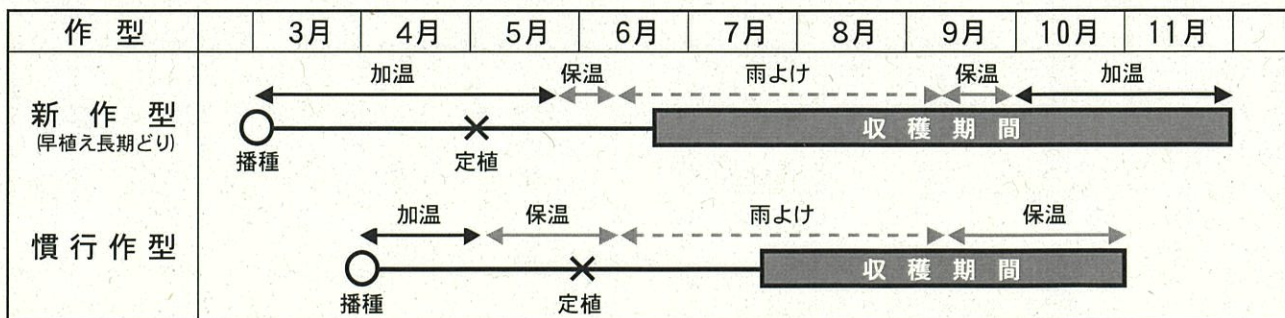 作型 3月 4月 5月 6月 7月 8月 9月 10月 11月
加温 保温 雨よけ 保温 加温
新作型
(早植え長期どり)
収穫期間
播種 定植
加温 保温 雨よけ 保温
慣行作型
収穫期間
播種 定植